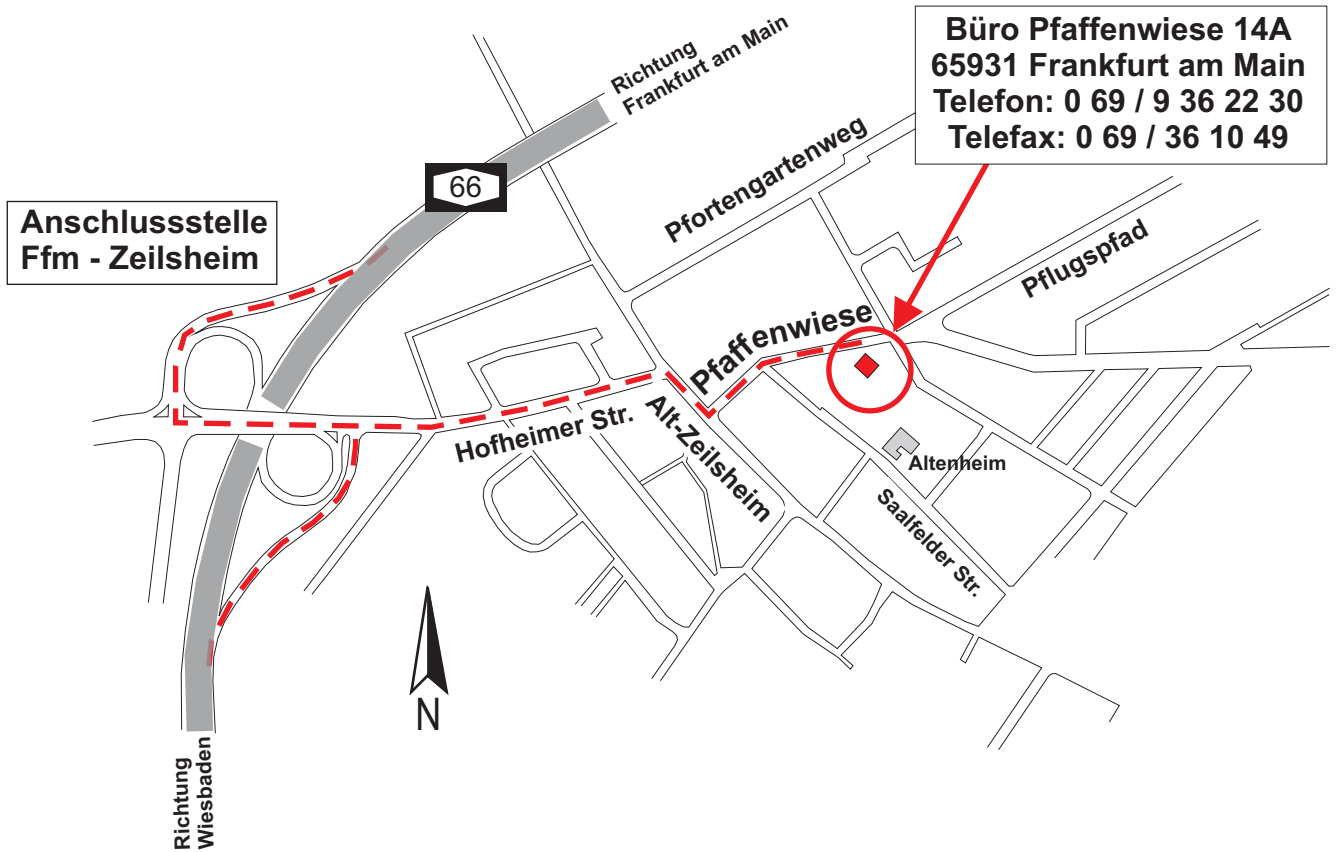 Büro Pfaffenwiese 14A
65931 Frankfurt am Main
Telefon: 0 69 / 9 36 22 30
Telefax: 0 69 / 36 10 49
Richtung
Frankfurt am Main
66
Anschlussstelle
Ffm - Zeilsheim
Pfortengartenweg
Pflugspfad
Pfaffenwiese
Hofheimer Str.
Alt-Zeilsheim
Altenheim
Saalfelder Str.
N
Richtung
Wiesbaden